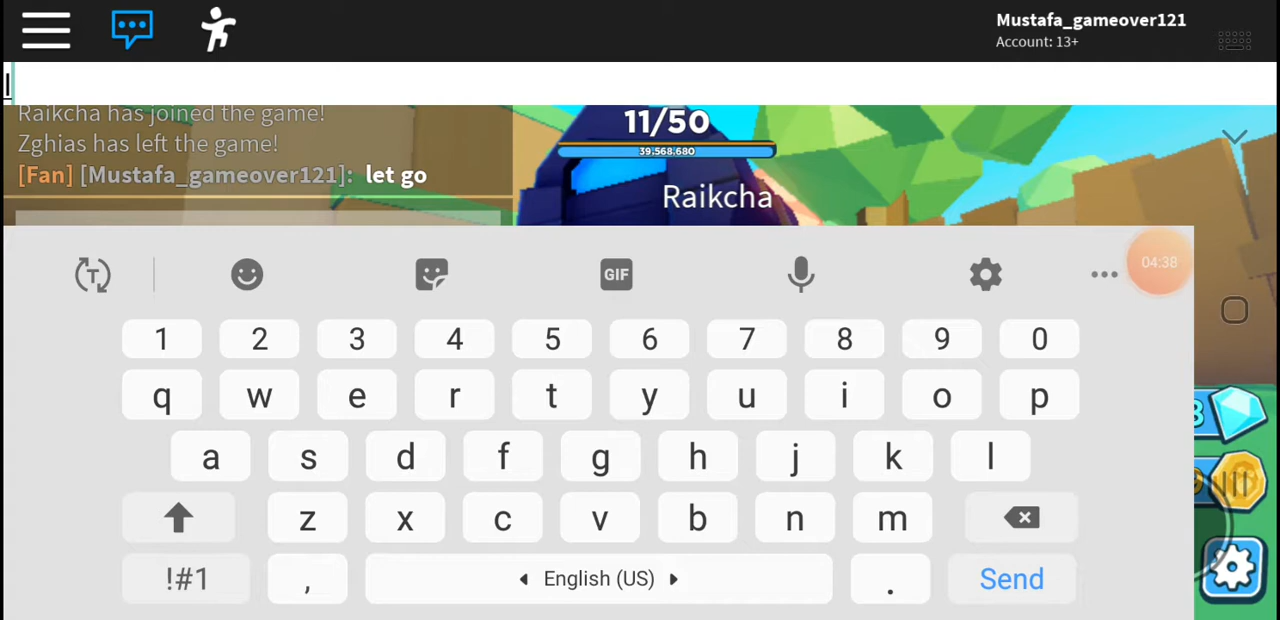 Mustafa_gameover121
Account: 13+
l
Raikcha has joined the game!
Zghias has left the game!
[Fan] [Mustafa_gameover121]: let go
11/50
39.568.680
Raikcha
GIF
04:38
1 2 3 4 5 6 7 8 9 0
q w e r t y u i o p
a s d f g h j k l
z x c v b n m
!#1 , English (US) . Send